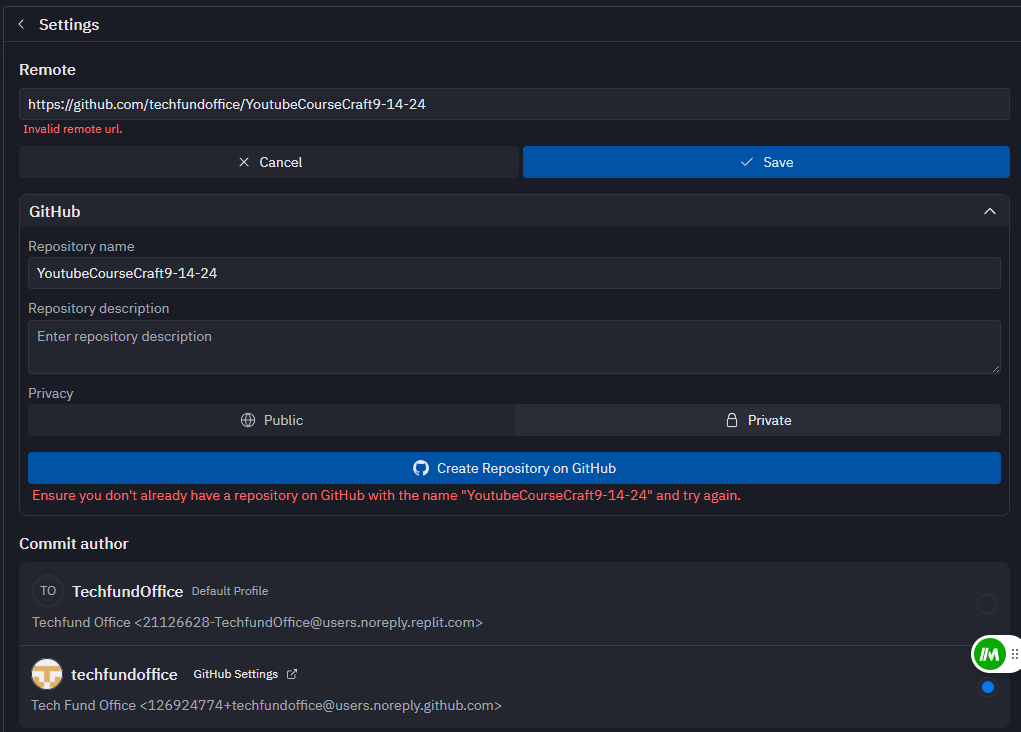 Settings
Remote
https://github.com/techfundoffice/YoutubeCourseCraft9-14-24
Invalid remote url.
Cancel
Save
GitHub
Repository name
YoutubeCourseCraft9-14-24
Repository description
Enter repository description
Privacy
Public
Private
Create Repository on GitHub
Ensure you don't already have a repository on GitHub with the name "YoutubeCourseCraft9-14-24" and try again.
Commit author
TO TechfundOffice Default Profile
Techfund Office <21126628-TechfundOffice@users.noreply.replit.com>
techfundoffice GitHub Settings
Tech Fund Office <126924774+techfundoffice@users.noreply.github.com>